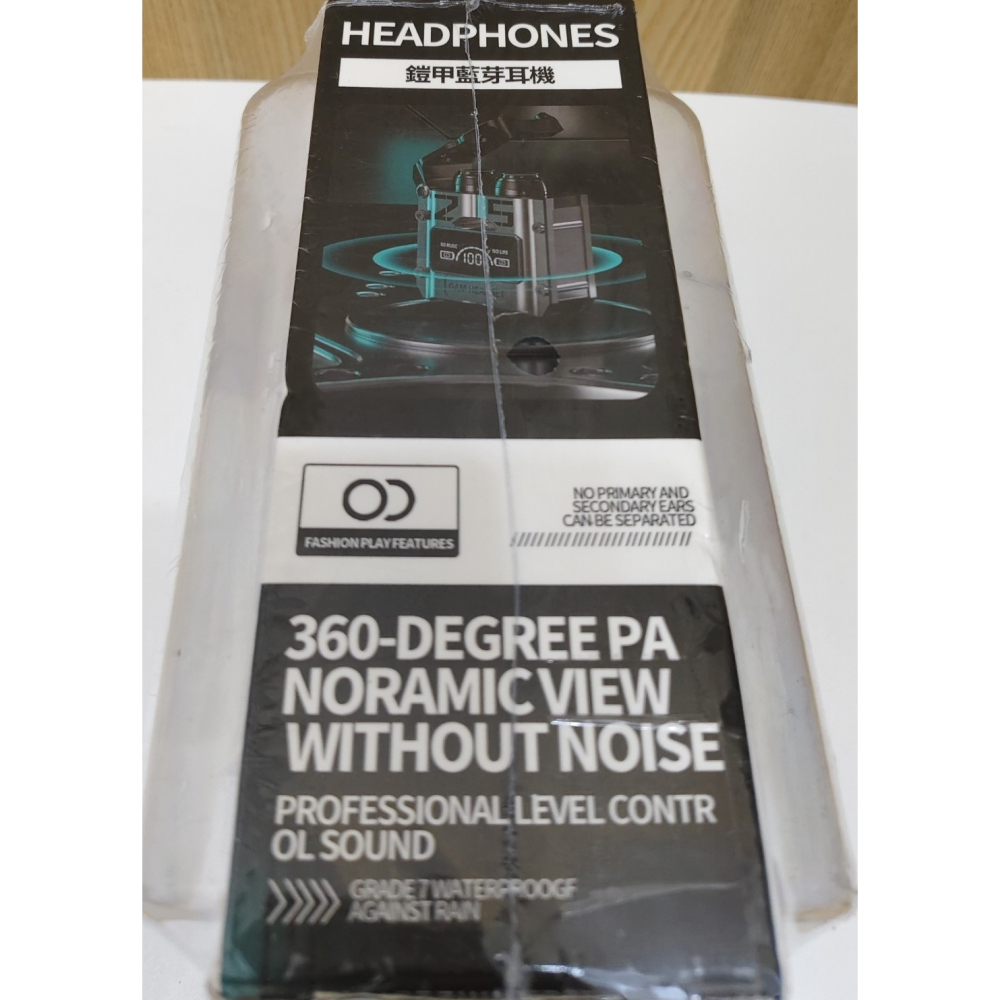 HEADPHONES
鎧甲藍芽耳機
100
FASHION PLAY FEATURES
NO PRIMARY AND
SECONDARY EARS
CAN BE SEPARATED
360-DEGREE PA
NORAMIC VIEW
WITHOUT NOISE
PROFESSIONAL LEVEL CONTR
OL SOUND
GRADE 7 WATERPROOGF
AGAINST RAIN